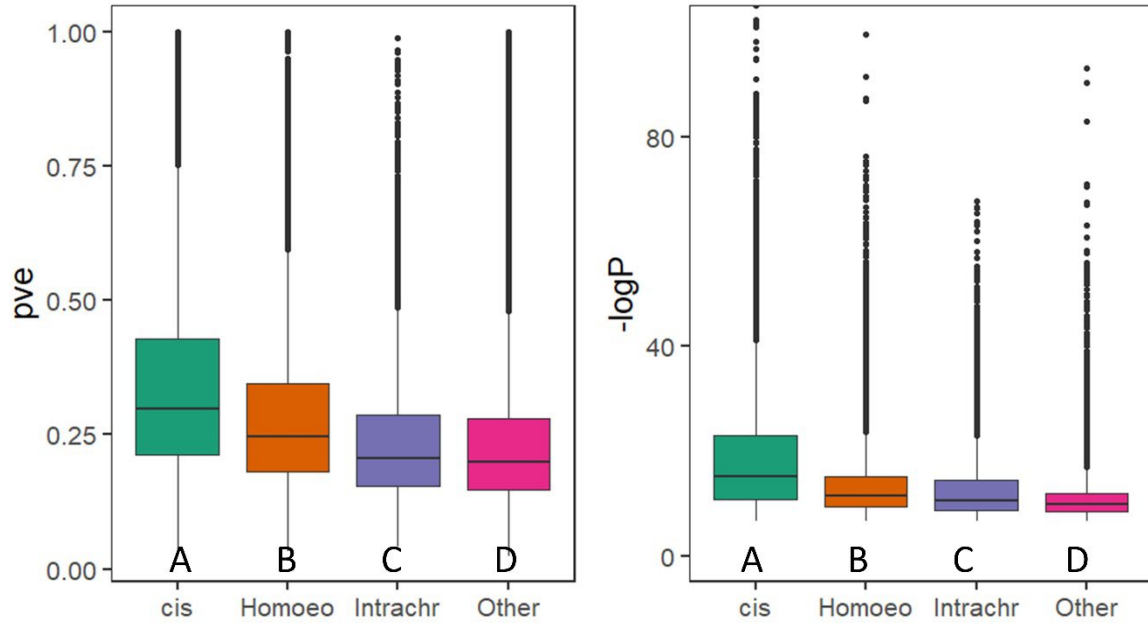 pve
1.00
0.75
0.50
0.25
0.00
A B C D
cis Homoeo Intrachr Other
-logP
80
40
0
A B C D
cis Homoeo Intrachr Other